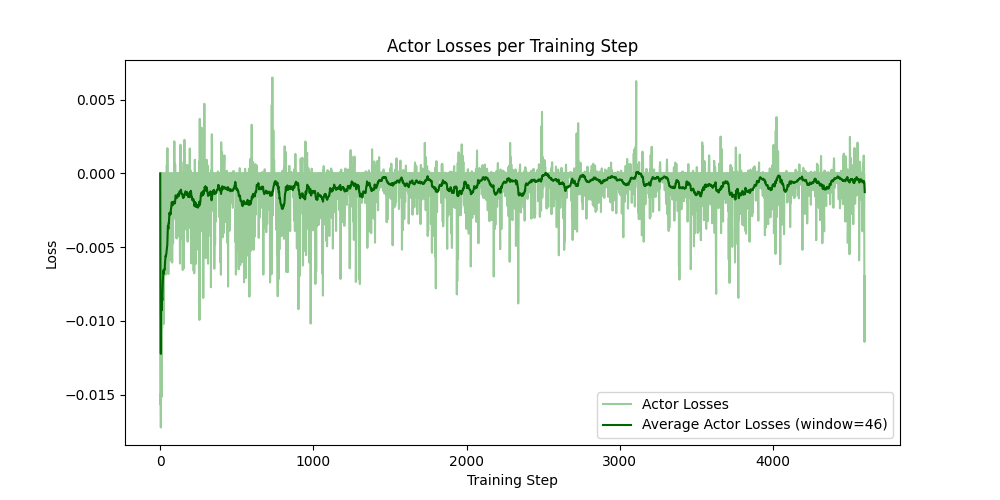 Actor Losses per Training Step
0.005
0.000
−0.005
−0.010
−0.015
Loss
Actor Losses
Average Actor Losses (window=46)
0 1000 2000 3000 4000
Training Step